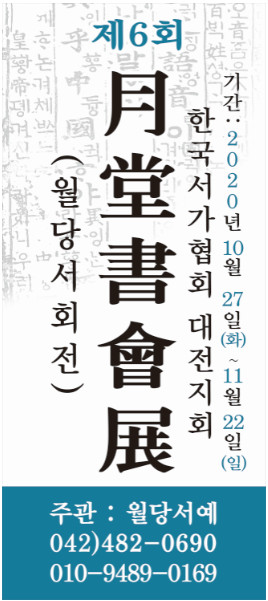 제6회
기간: 2020년 10월 27일(화)~11월 22일(일)
한국서가협회 대전지회
月堂書會展
(월당서회전)
주관 : 월당서예
042)482-0690
010-9489-0169